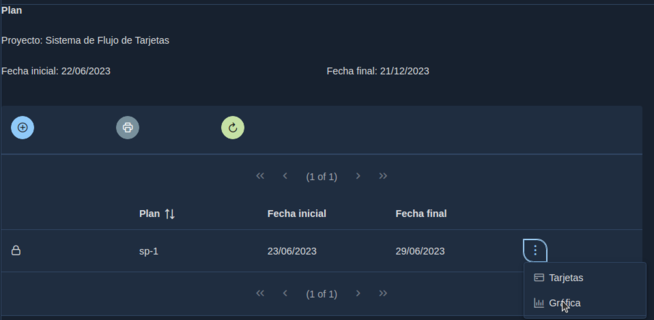 Plan
Proyecto: Sistema de Flujo de Tarjetas
Fecha inicial: 22/06/2023 Fecha final: 21/12/2023
(1 of 1)
Plan Fecha inicial Fecha final
sp-1 23/06/2023 29/06/2023
Tarjetas
(1 of 1) Gráfica